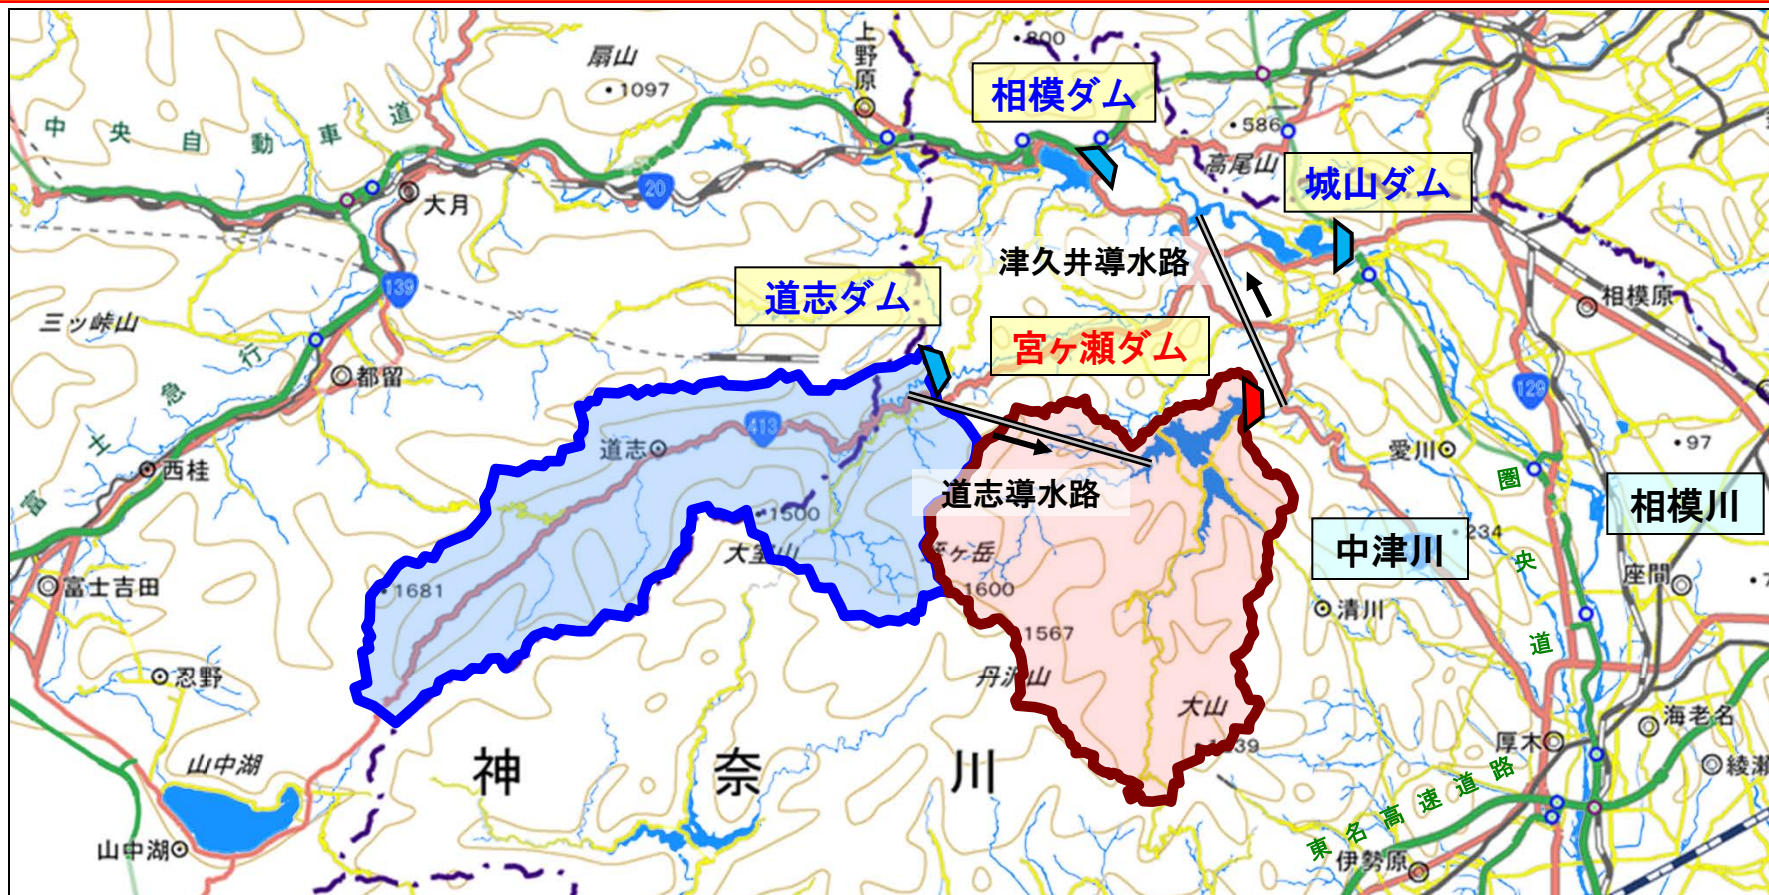 上野原
・800
扇山
・1097
相模ダム
中央自動車道
・586
高尾山
城山ダム
20
大月
津久井導水路
139
道志ダム
相模原
三ッ峠山
宮ヶ瀬ダム
都留
129
413
道志
愛川
・97
西桂
富士急行
圏央道
道志導水路
相模川
・1500
中津川
・234
座間
富士吉田
・1681
1600
清川
1567
忍野
丹沢山
大山
海老名
厚木
山中湖
神奈川
綾瀬
東名高速道路
山中湖
伊勢原